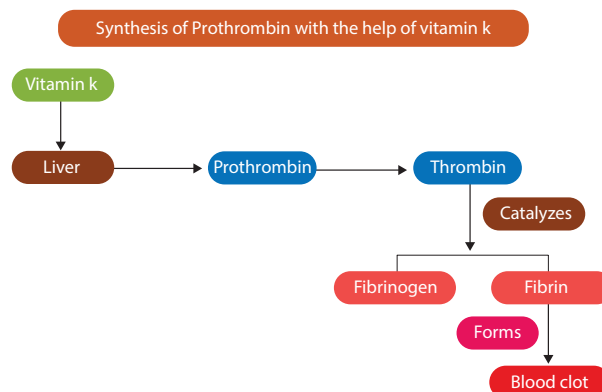 Synthesis of Prothrombin with the help of vitamin k
Vitamin k
Liver
Prothrombin
Thrombin
Catalyzes
Fibrinogen
Fibrin
Forms
Blood clot